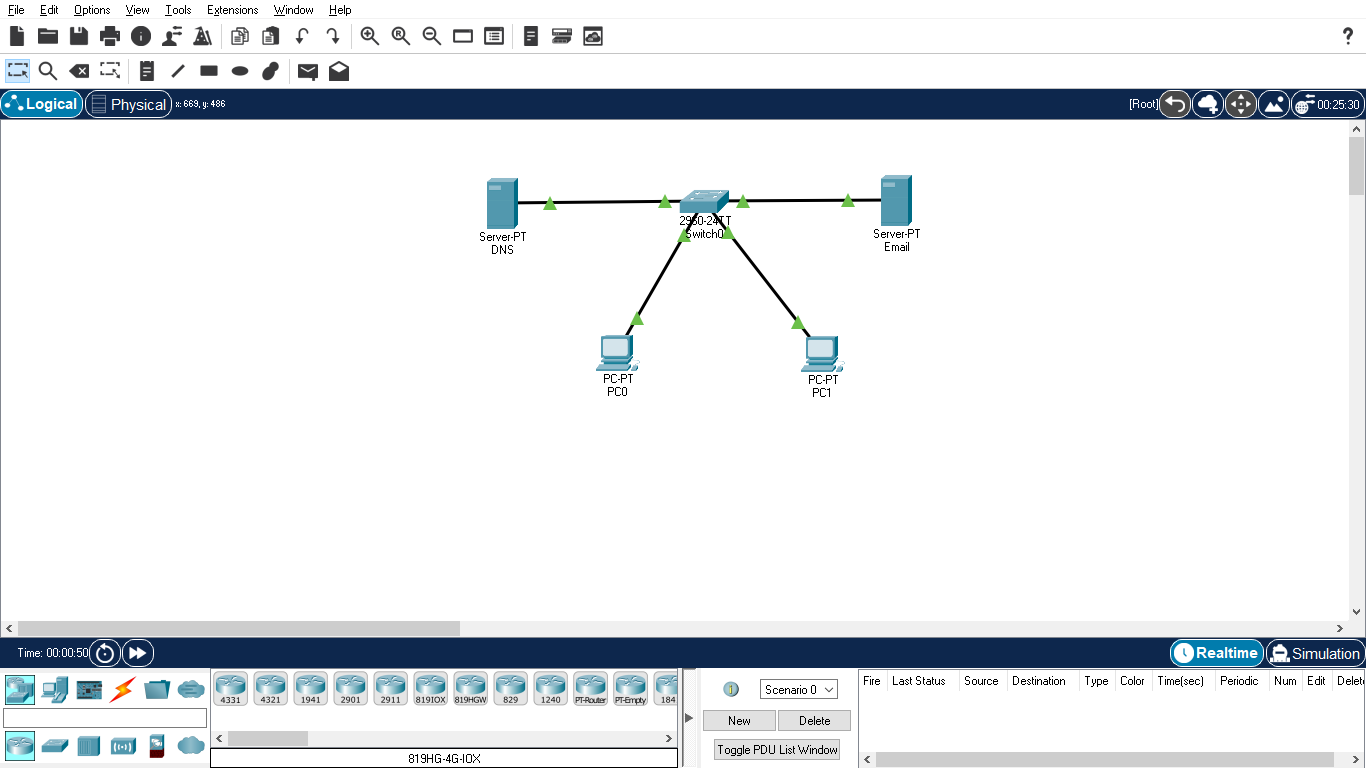 File Edit Options View Tools Extensions Window Help
?
Logical Physical x: 669, y: 486 [Root] 00:25:30
Server-PT
DNS
2960-24TT
Switch0
Server-PT
Email
PC-PT
PC0
PC-PT
PC1
Time: 00:00:50 Realtime Simulation
4331 4321 1941 2901 2911 819IOX 819HGW 829 1240 PT-Router PT-Empty 184
819HG-4G-IOX
Scenario 0
New Delete
Toggle PDU List Window
Fire Last Status Source Destination Type Color Time(sec) Periodic Num Edit Delete